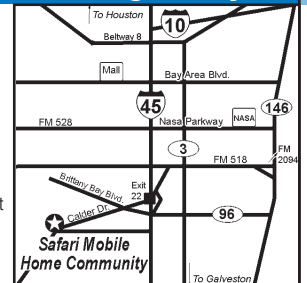 To Houston
10
Beltway 8
Mall
Bay Area Blvd.
45
146
FM 528
Nasa Parkway
NASA
3
FM 518
FM
2094
Brittany Bay Blvd.
Exit
22
Calder Dr.
96
Safari Mobile
Home Community
To Galveston